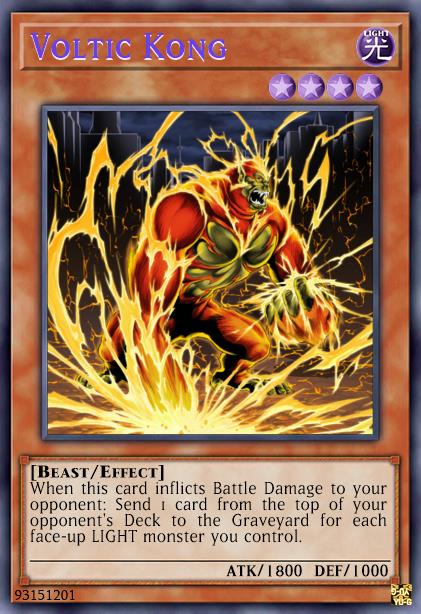 Voltic Kong
LIGHT
光
[Beast/Effect]
When this card inflicts Battle Damage to your
opponent: Send 1 card from the top of your
opponent's Deck to the Graveyard for each
face-up LIGHT monster you control.
ATK/1800 DEF/1000
93151201